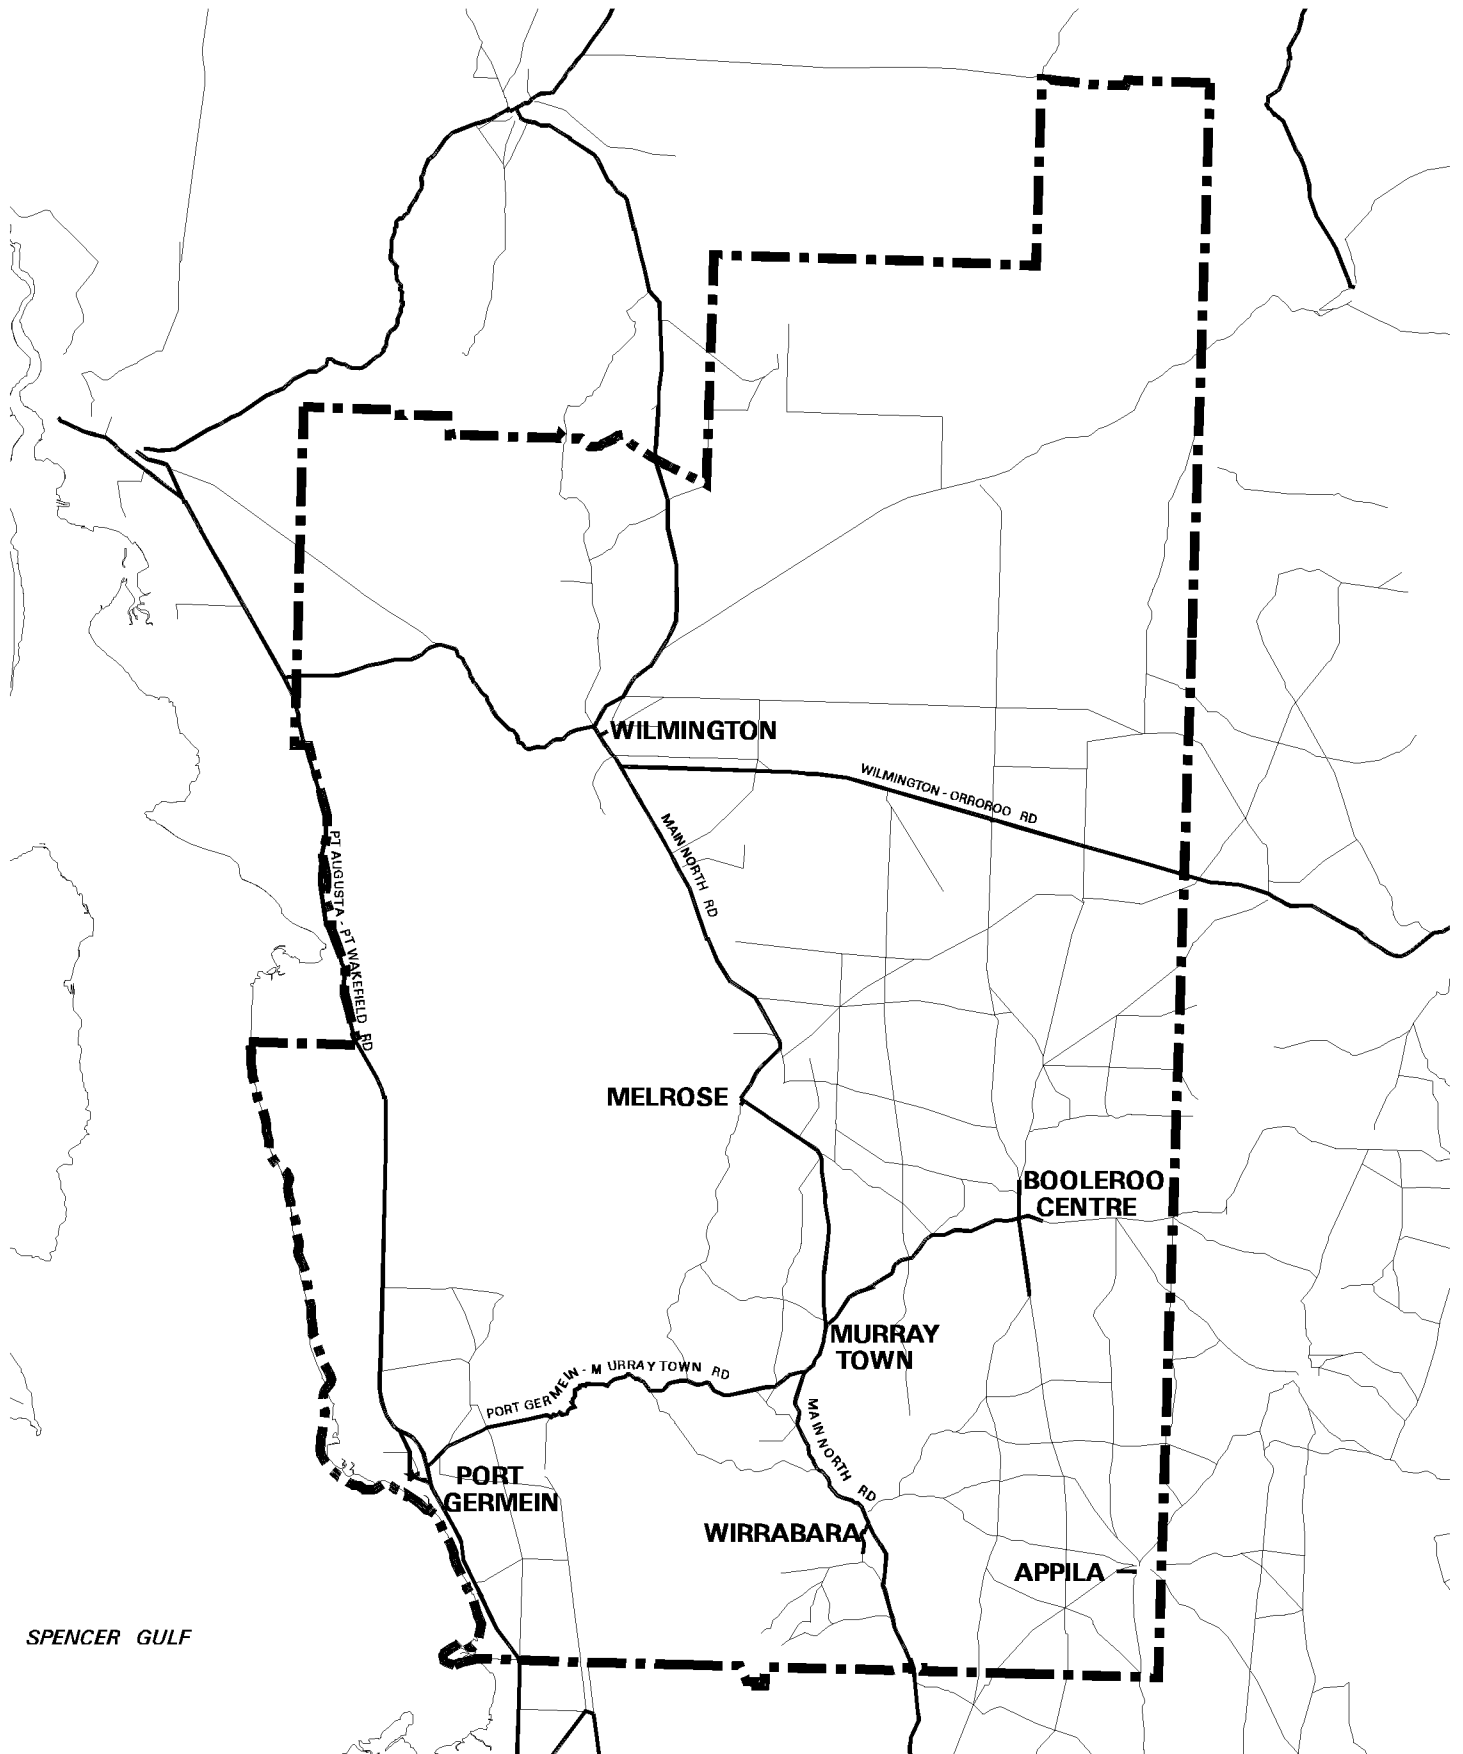 WILMINGTON
WILMINGTON - ORROROO RD
MAIN NORTH RD
PT AUGUSTA - PT WAKEFIELD RD
MELROSE
BOOLEROO
CENTRE
MURRAY
TOWN
PORT GERMEIN - MURRAY TOWN RD
MAIN NORTH RD
PORT
GERMEIN
WIRRABARA
APPILA
SPENCER GULF